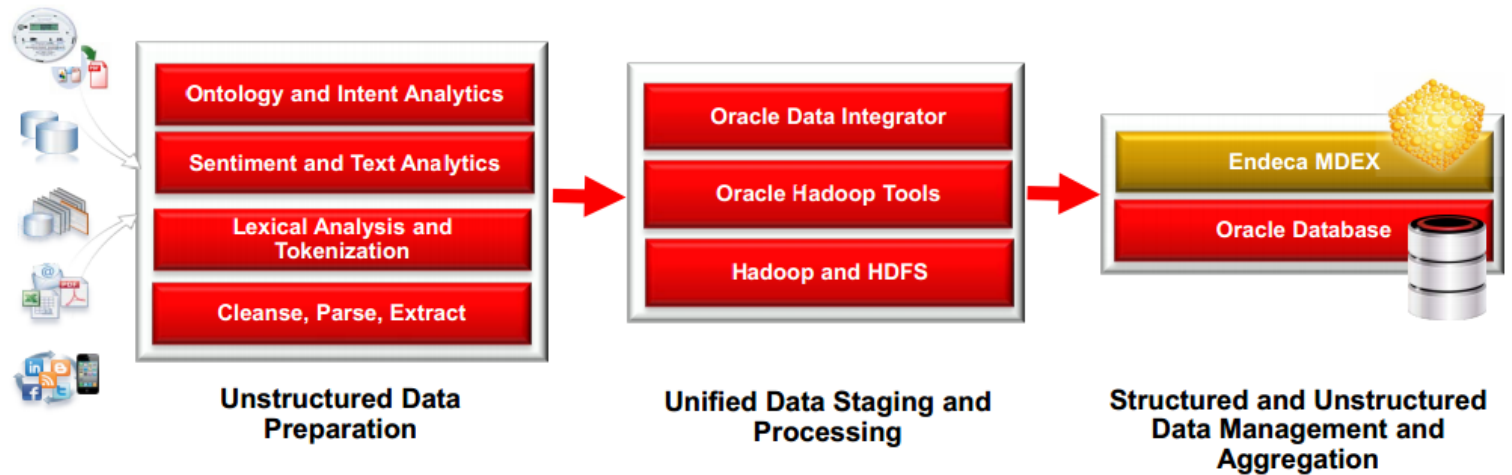 Ontology and Intent Analytics
Sentiment and Text Analytics
Lexical Analysis and
Tokenization
Cleanse, Parse, Extract
Unstructured Data
Preparation
Oracle Data Integrator
Oracle Hadoop Tools
Hadoop and HDFS
Unified Data Staging and
Processing
Endeca MDEX
Oracle Database
Structured and Unstructured
Data Management and
Aggregation
PDF
in